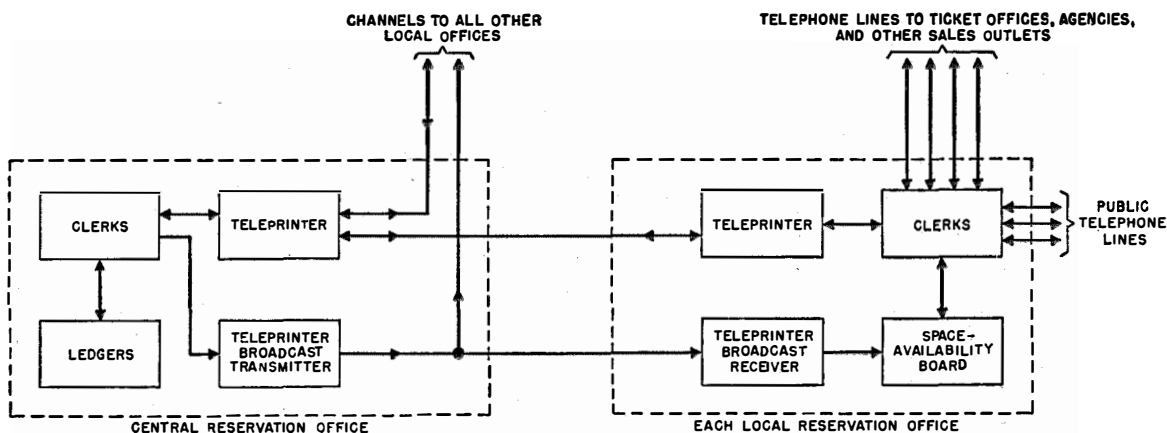 CHANNELS TO ALL OTHER
LOCAL OFFICES
TELEPHONE LINES TO TICKET OFFICES, AGENCIES,
AND OTHER SALES OUTLETS
CLERKS
TELEPRINTER
TELEPRINTER
CLERKS
PUBLIC
TELEPHONE
LINES
LEDGERS
TELEPRINTER
BROADCAST
TRANSMITTER
TELEPRINTER
BROADCAST
RECEIVER
SPACE-
AVAILABILITY
BOARD
CENTRAL RESERVATION OFFICE
EACH LOCAL RESERVATION OFFICE